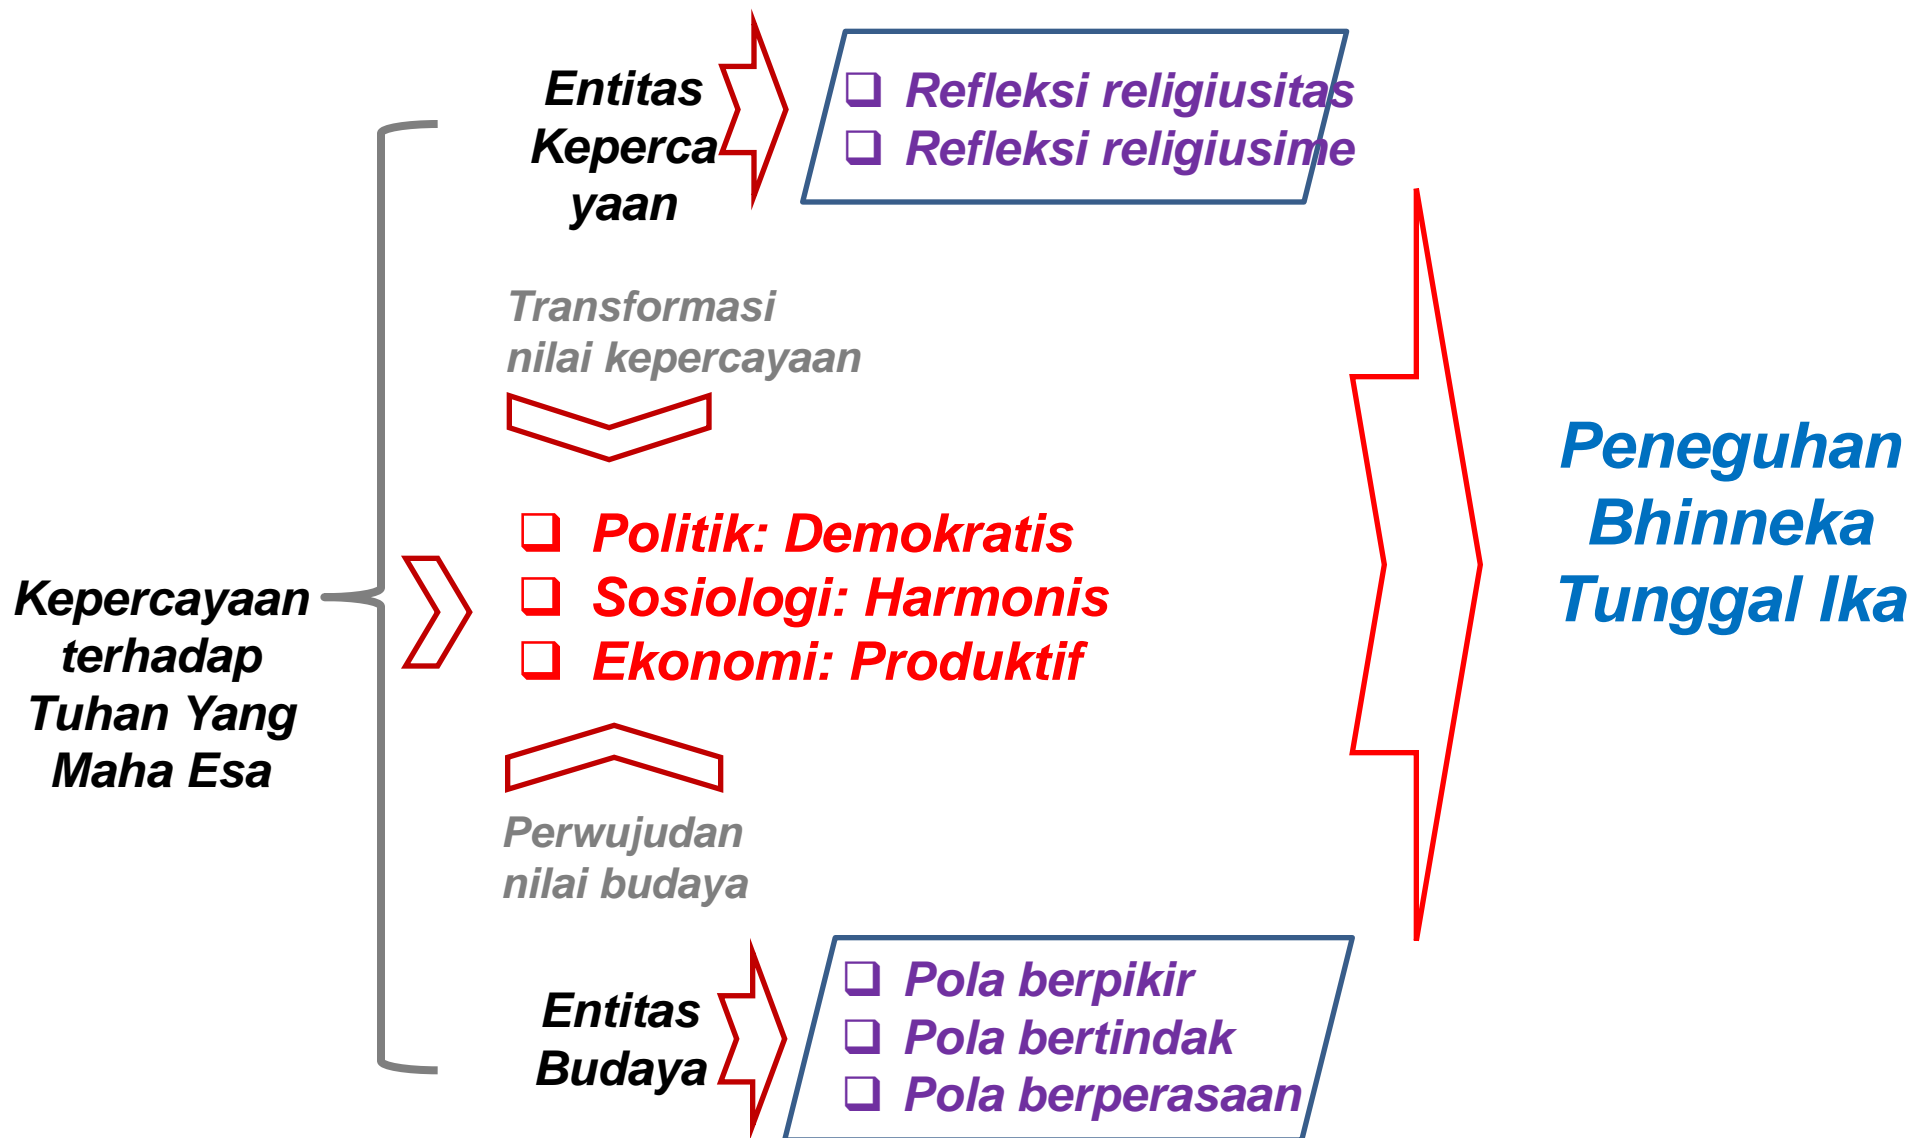 Entitas
Keperca
yaan
❑ Refleksi religiusitas
❑ Refleksi religiusime
Transformasi
nilai kepercayaan
Kepercayaan
terhadap
Tuhan Yang
Maha Esa
❑ Politik: Demokratis
❑ Sosiologi: Harmonis
❑ Ekonomi: Produktif
Peneguhan
Bhinneka
Tunggal Ika
Perwujudan
nilai budaya
Entitas
Budaya
❑ Pola berpikir
❑ Pola bertindak
❑ Pola berperasaan